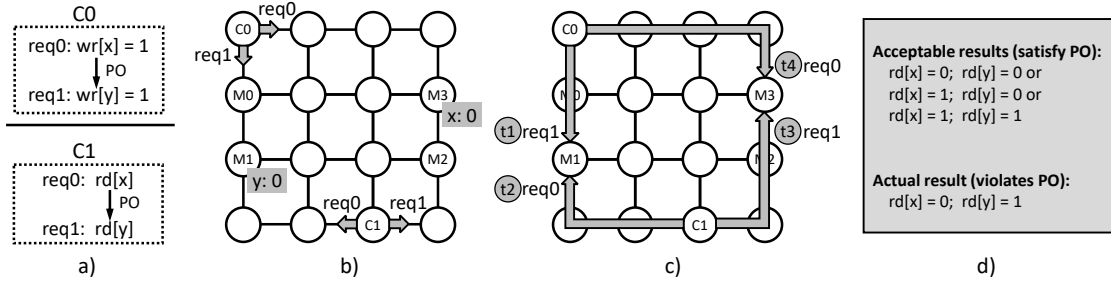 C0
req0: wr[x] = 1
PO
req1: wr[y] = 1
C1
req0: rd[x]
PO
req1: rd[y]
a)
C0
req0
req1
M0
M3
x: 0
M1
M2
y: 0
req0
req1
C1
b)
C0
t4
req0
M0
M3
t1
req1
t3
req1
M1
M2
t2
req0
C1
c)
Acceptable results (satisfy PO):
rd[x] = 0; rd[y] = 0 or
rd[x] = 1; rd[y] = 0 or
rd[x] = 1; rd[y] = 1
Actual result (violates PO):
rd[x] = 0; rd[y] = 1
d)